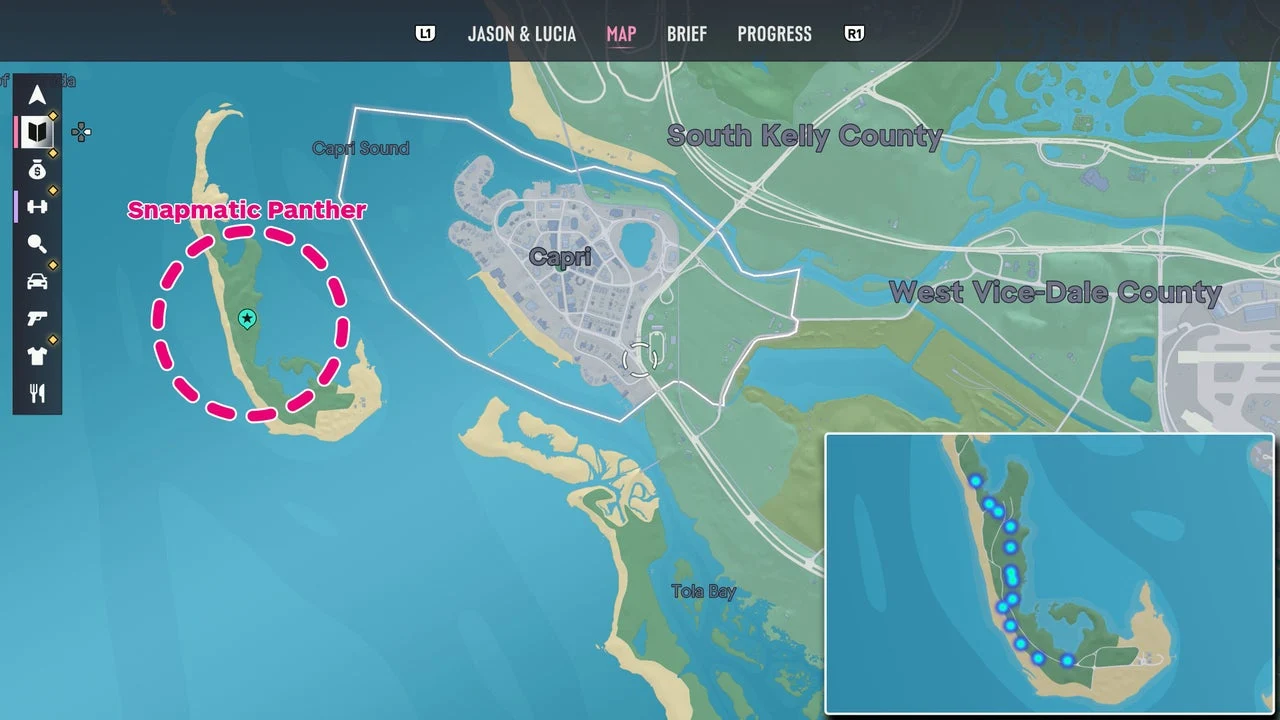 L1 JASON & LUCIA MAP BRIEF PROGRESS R1
da
Capri Sound
South Kelly County
Snapmatic Panther
Capri
West Vice-Dale County
Tola Bay